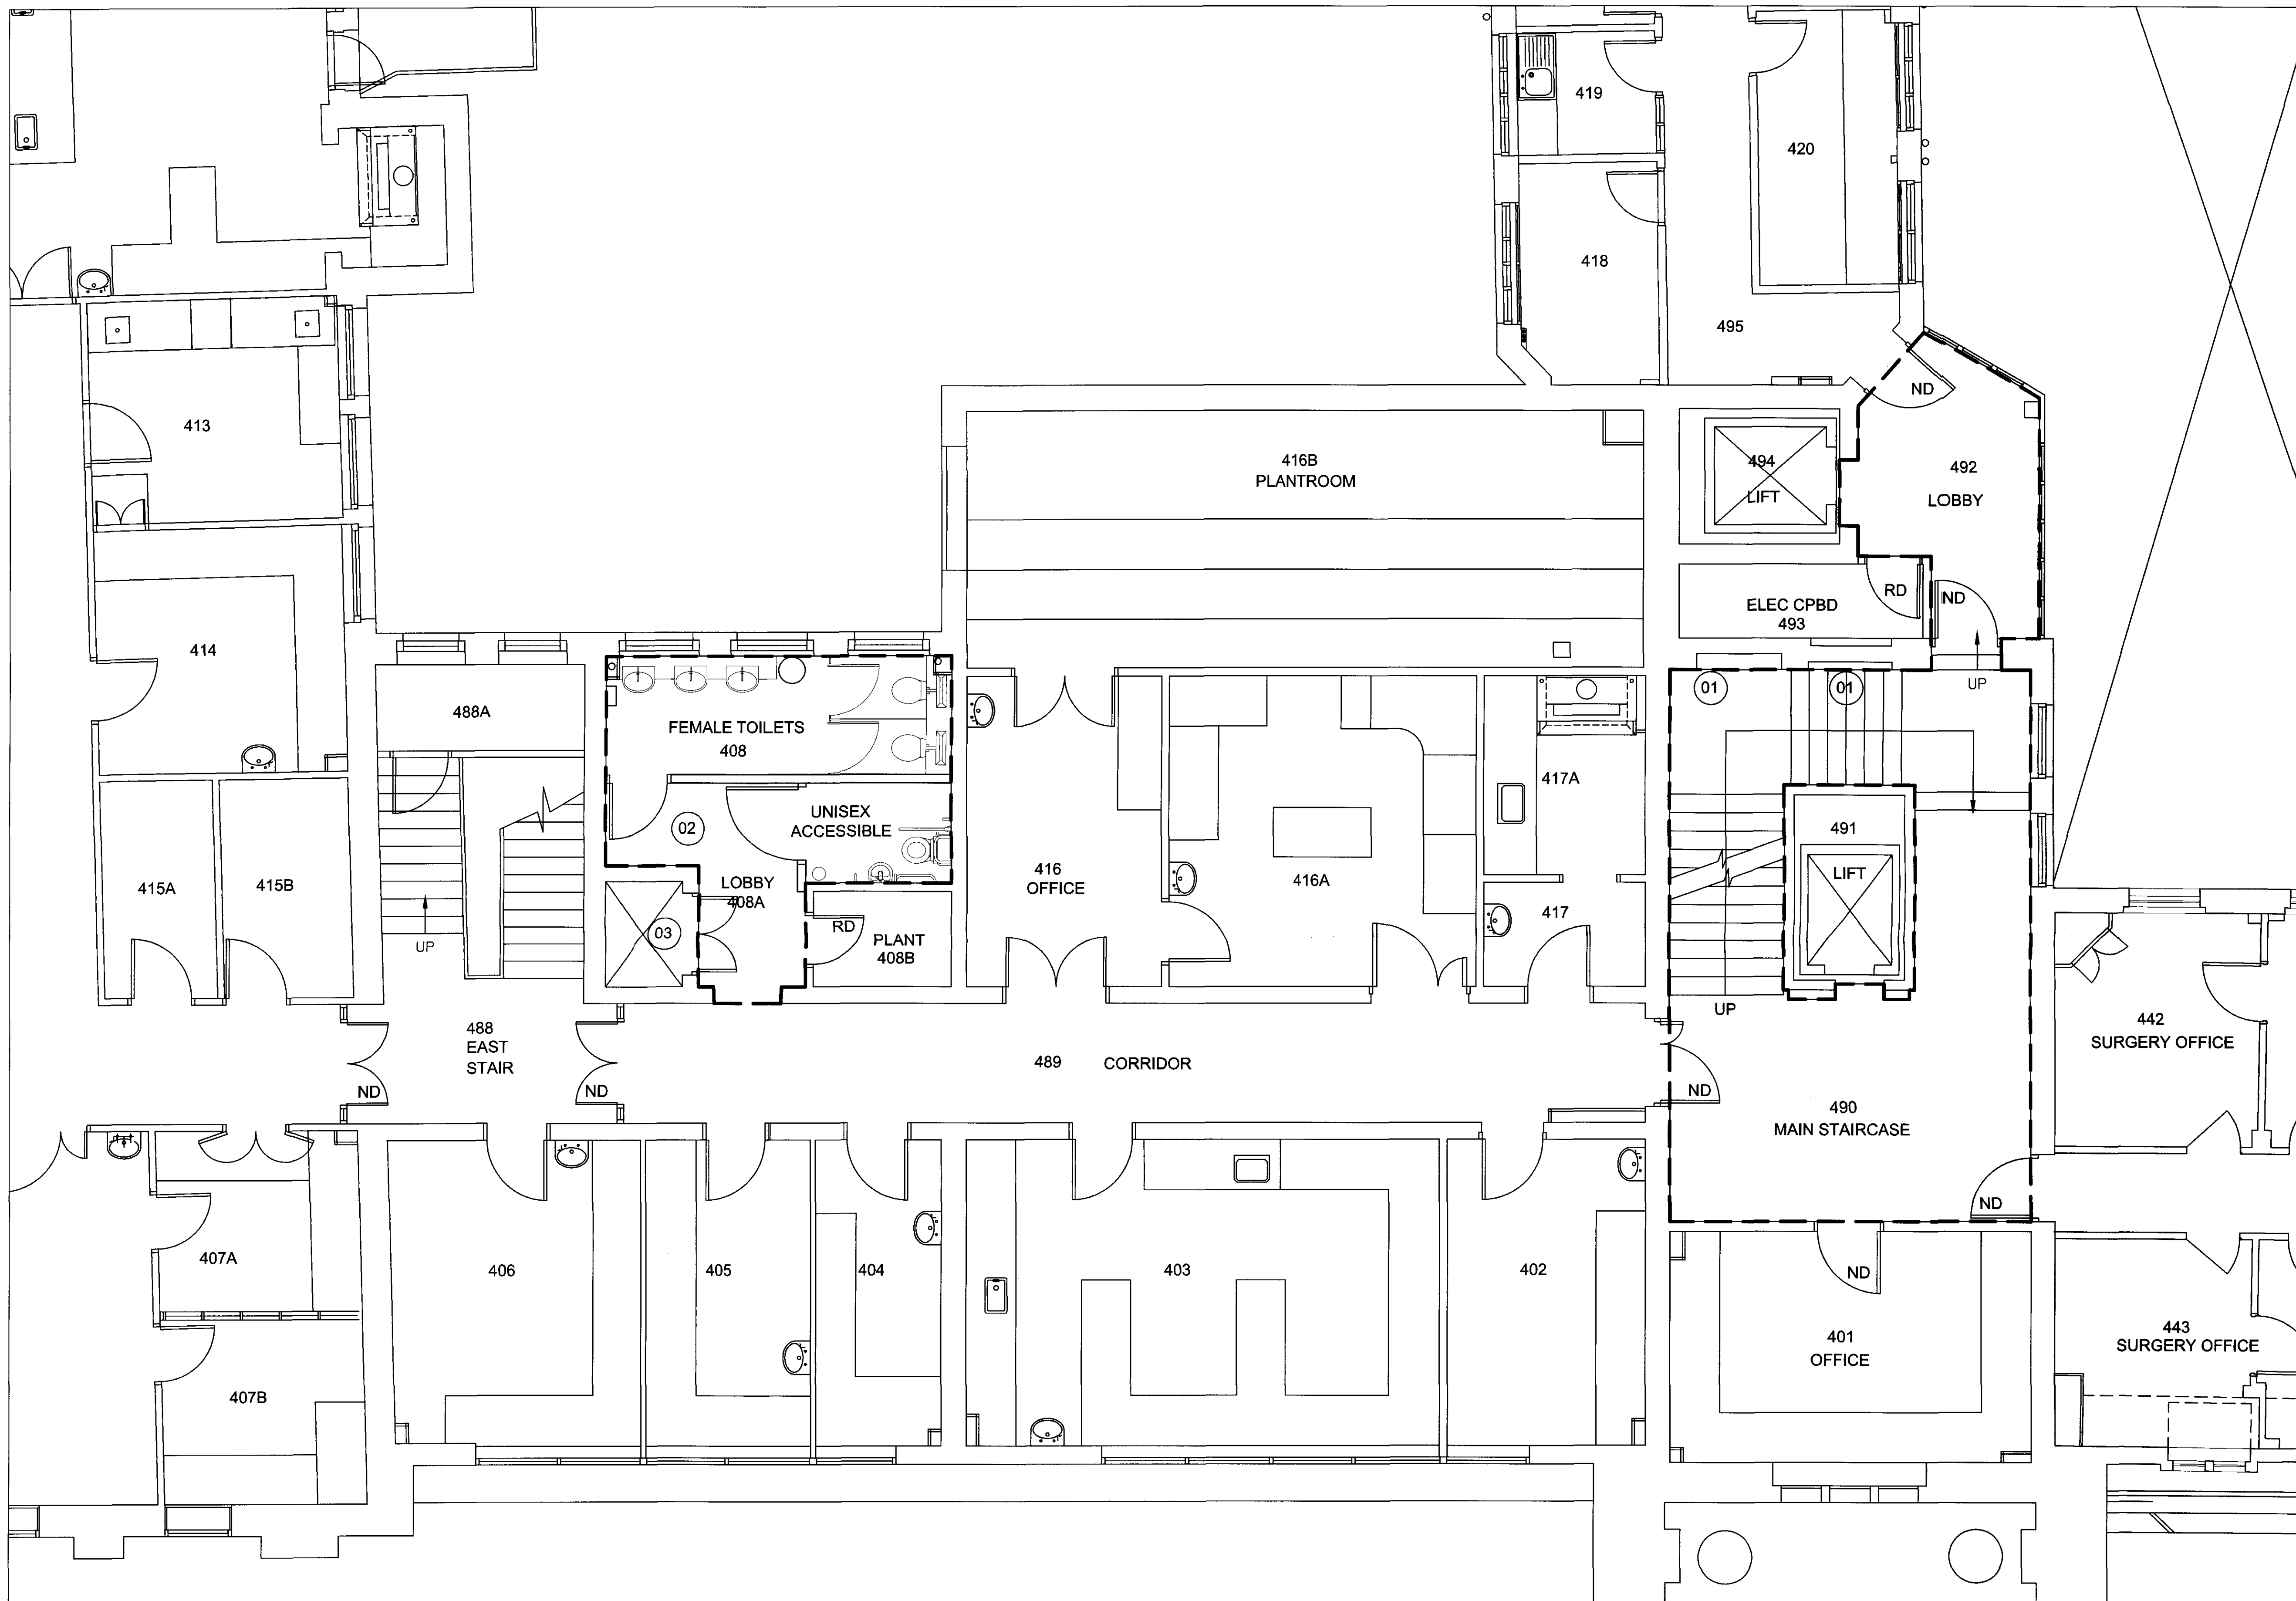 419
420
418
495
ND
413
416B
PLANTROOM
494
LIFT
492
LOBBY
RD
ND
ELEC CPBD
493
414
488A
FEMALE TOILETS
408
01
01
UP
417A
UNISEX
ACCESSIBLE
02
491
LIFT
415A
415B
LOBBY
408A
416
OFFICE
416A
417
UP
03
RD
PLANT
408B
UP
488
EAST
STAIR
442
SURGERY OFFICE
489 CORRIDOR
ND
ND
ND
490
MAIN STAIRCASE
ND
407A
406
405
404
403
402
ND
401
OFFICE
443
SURGERY OFFICE
407B